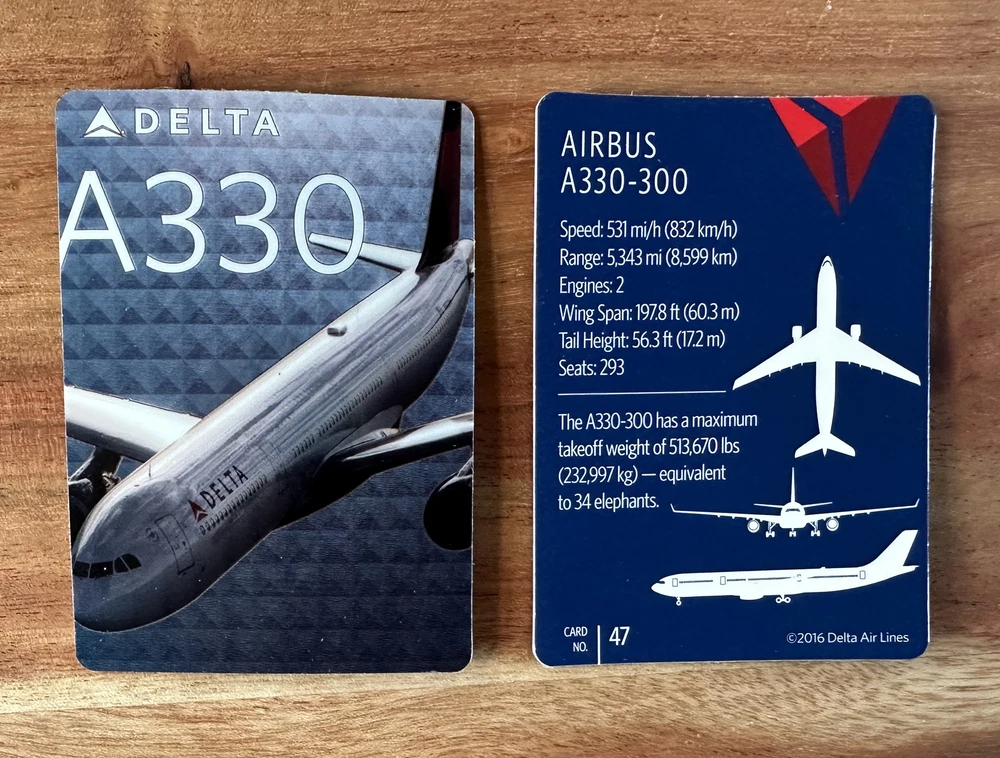 DELTA
A330
DELTA
AIRBUS
A330-300
Speed: 531 mi/h (832 km/h)
Range: 5,343 mi (8,599 km)
Engines: 2
Wing Span: 197.8 ft (60.3 m)
Tail Height: 56.3 ft (17.2 m)
Seats: 293
The A330-300 has a maximum
takeoff weight of 513,670 lbs
(232,997 kg) — equivalent
to 34 elephants.
CARD
NO.
47
©2016 Delta Air Lines